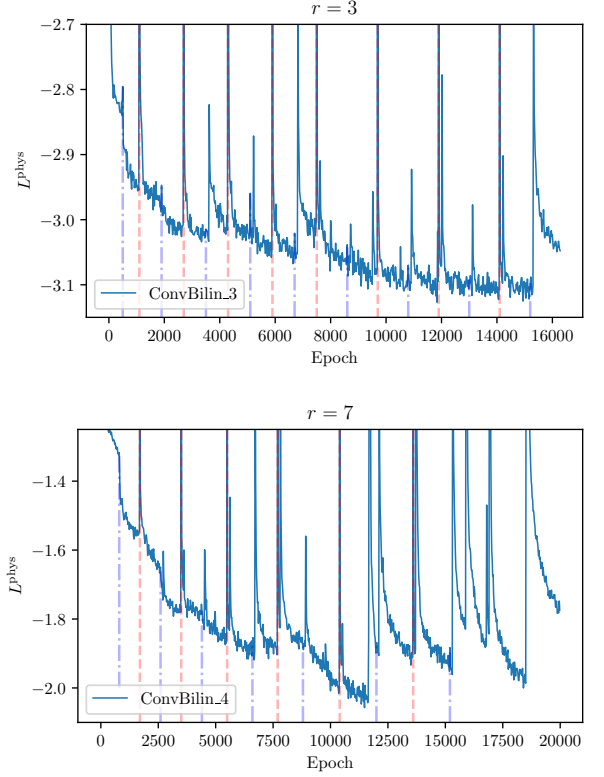 r = 3
−2.7
−2.8
−2.9
−3.0
−3.1
L^phys
ConvBilin_3
0 2000 4000 6000 8000 10000 12000 14000 16000
Epoch
r = 7
−1.4
−1.6
−1.8
−2.0
L^phys
ConvBilin_4
0 2500 5000 7500 10000 12500 15000 17500 20000
Epoch